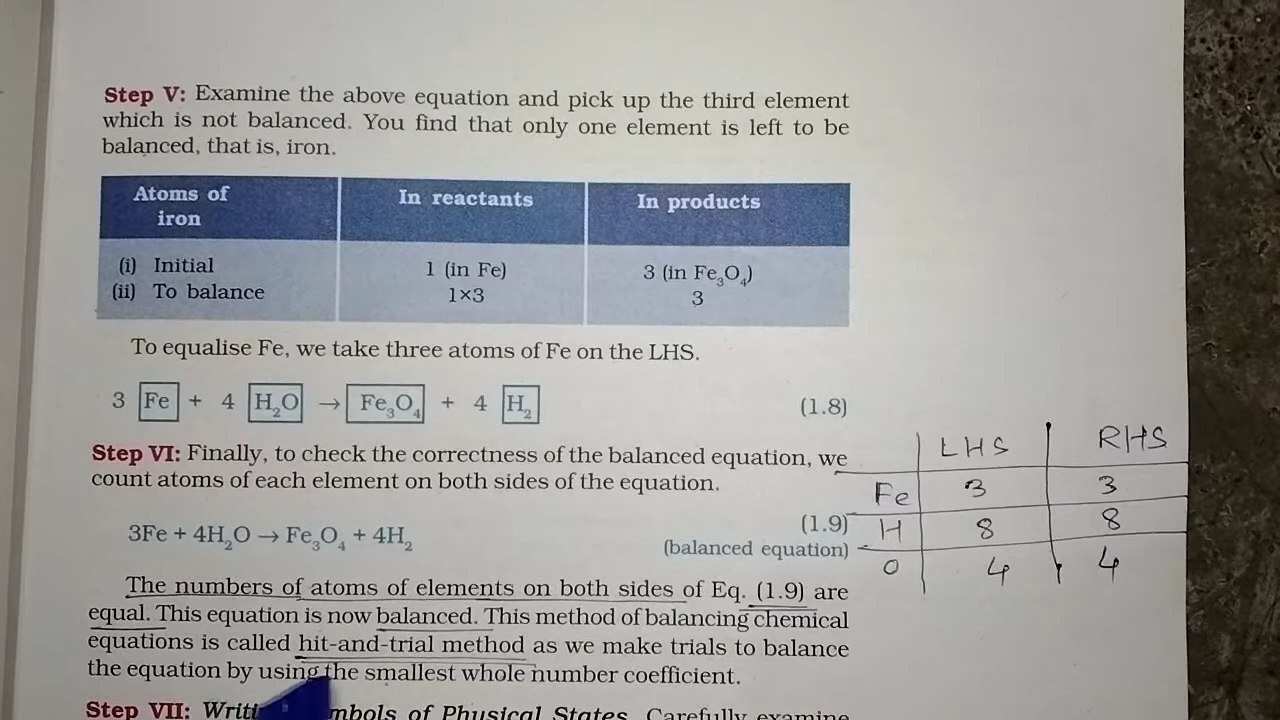 Step V: Examine the above equation and pick up the third element
which is not balanced. You find that only one element is left to be
balanced, that is, iron.
Atoms of iron In reactants In products
(i) Initial 1 (in Fe) 3 (in Fe₃O₄)
(ii) To balance 1×3 3
To equalise Fe, we take three atoms of Fe on the LHS.
3 Fe + 4 H₂O → Fe₃O₄ + 4 H₂ (1.8)
Step VI: Finally, to check the correctness of the balanced equation, we
count atoms of each element on both sides of the equation.
3Fe + 4H₂O → Fe₃O₄ + 4H₂ (1.9)
(balanced equation)
The numbers of atoms of elements on both sides of Eq. (1.9) are
equal. This equation is now balanced. This method of balancing chemical
equations is called hit-and-trial method as we make trials to balance
the equation by using the smallest whole number coefficient.
Step VII: of Physical States. Carefully examine
LHS RHS
Fe 3 3
H 8 8
O 4 4